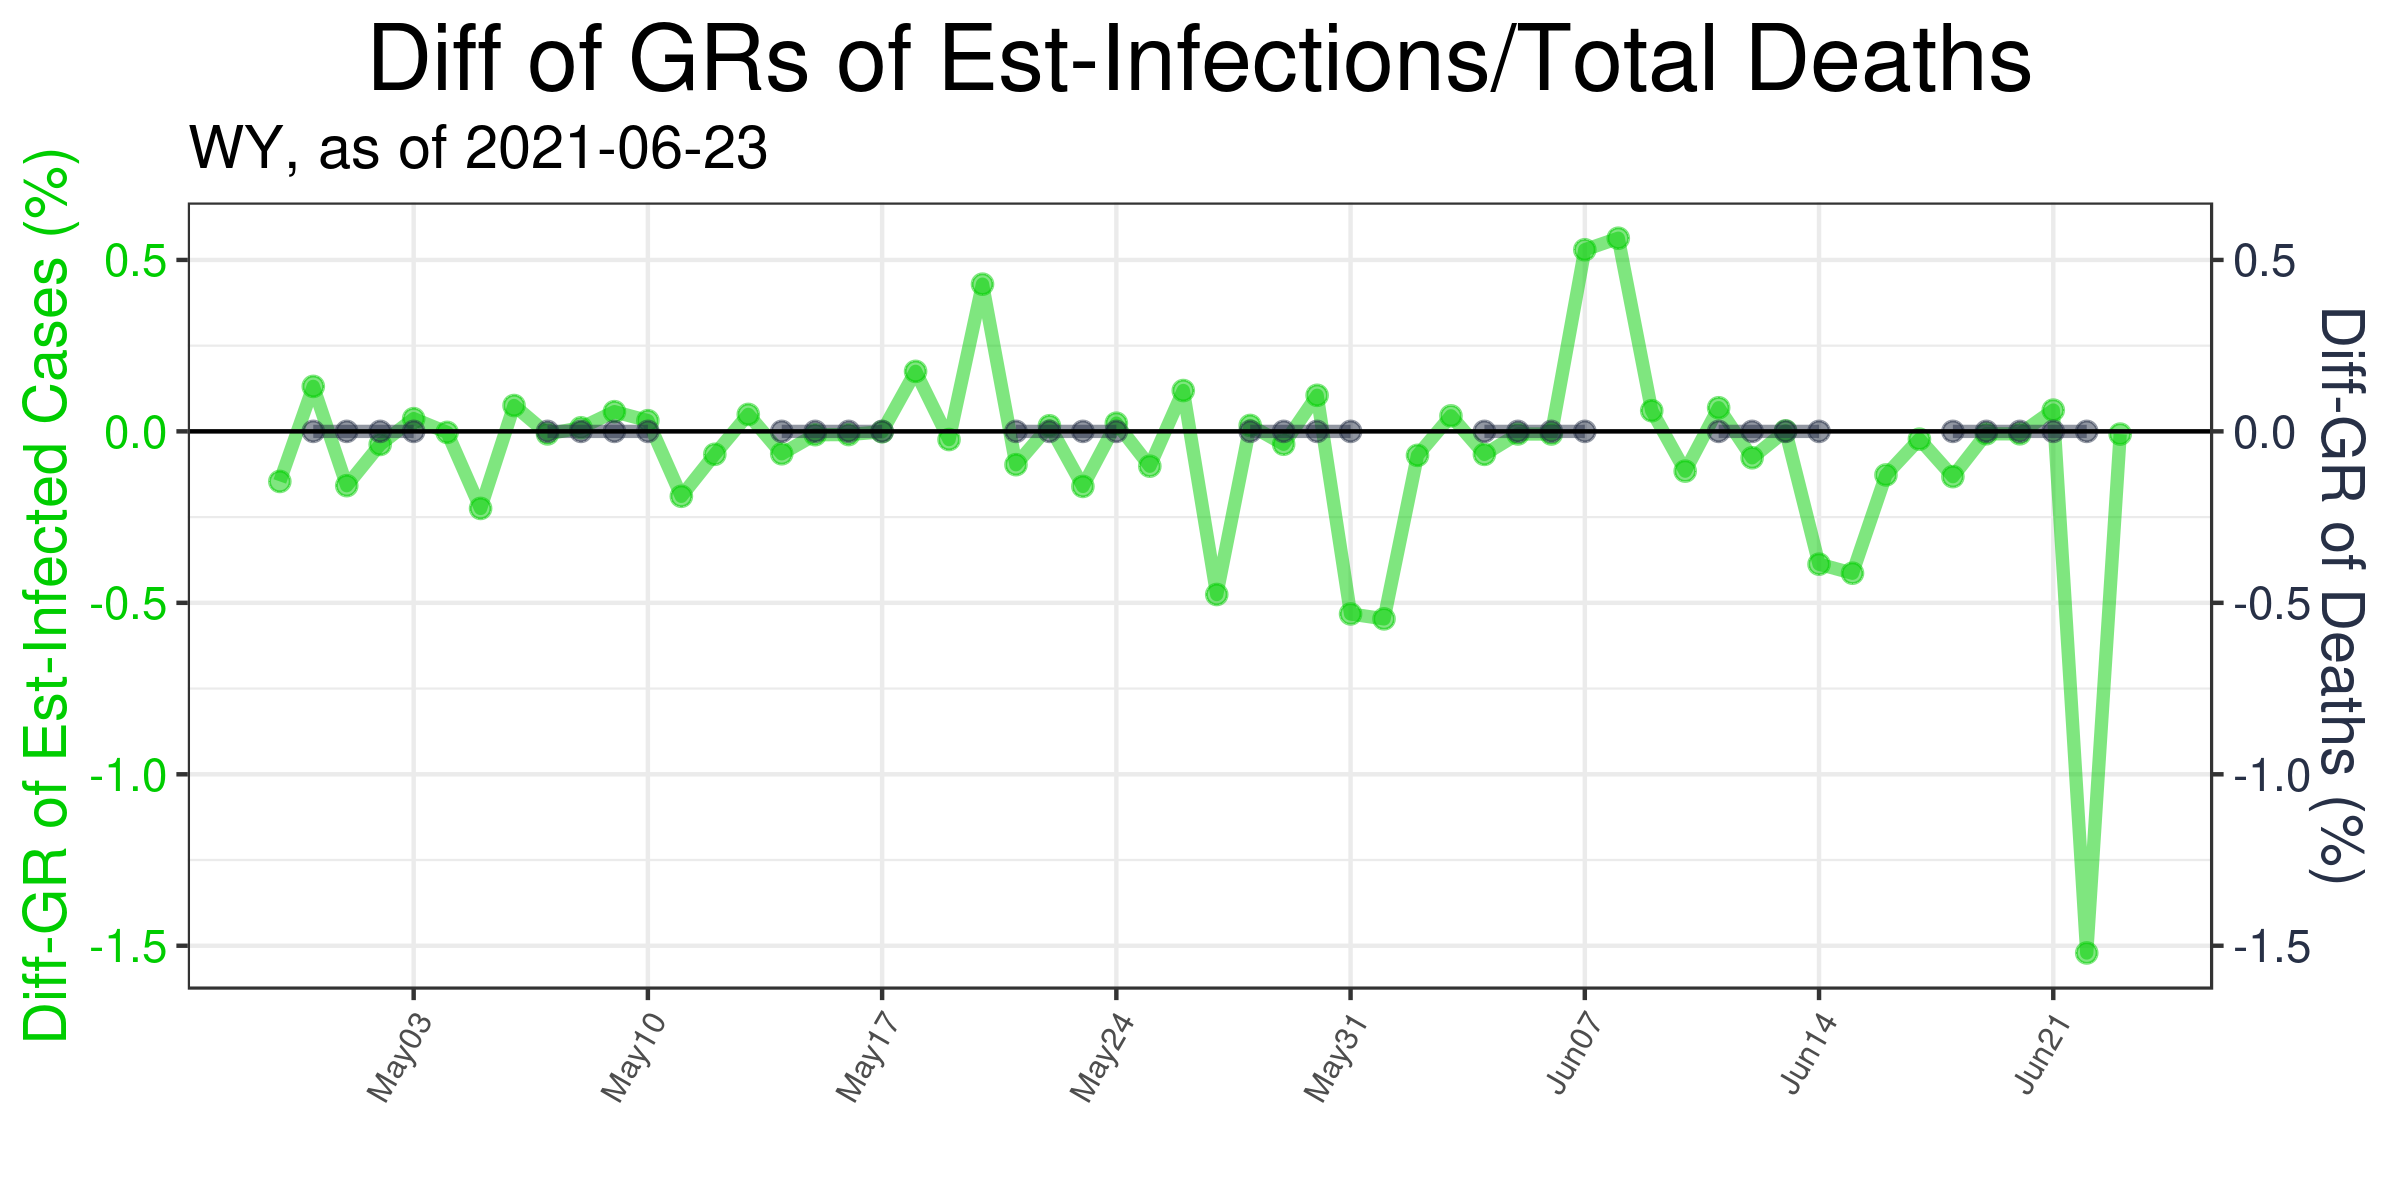 Diff of GRs of Est-Infections/Total Deaths
WY, as of 2021-06-23
Diff-GR of Est-Infected Cases (%)
0.5
0.0
-0.5
-1.0
-1.5
0.5
0.0
-0.5
-1.0
-1.5
Diff-GR of Deaths (%)
May03
May10
May17
May24
May31
Jun07
Jun14
Jun21